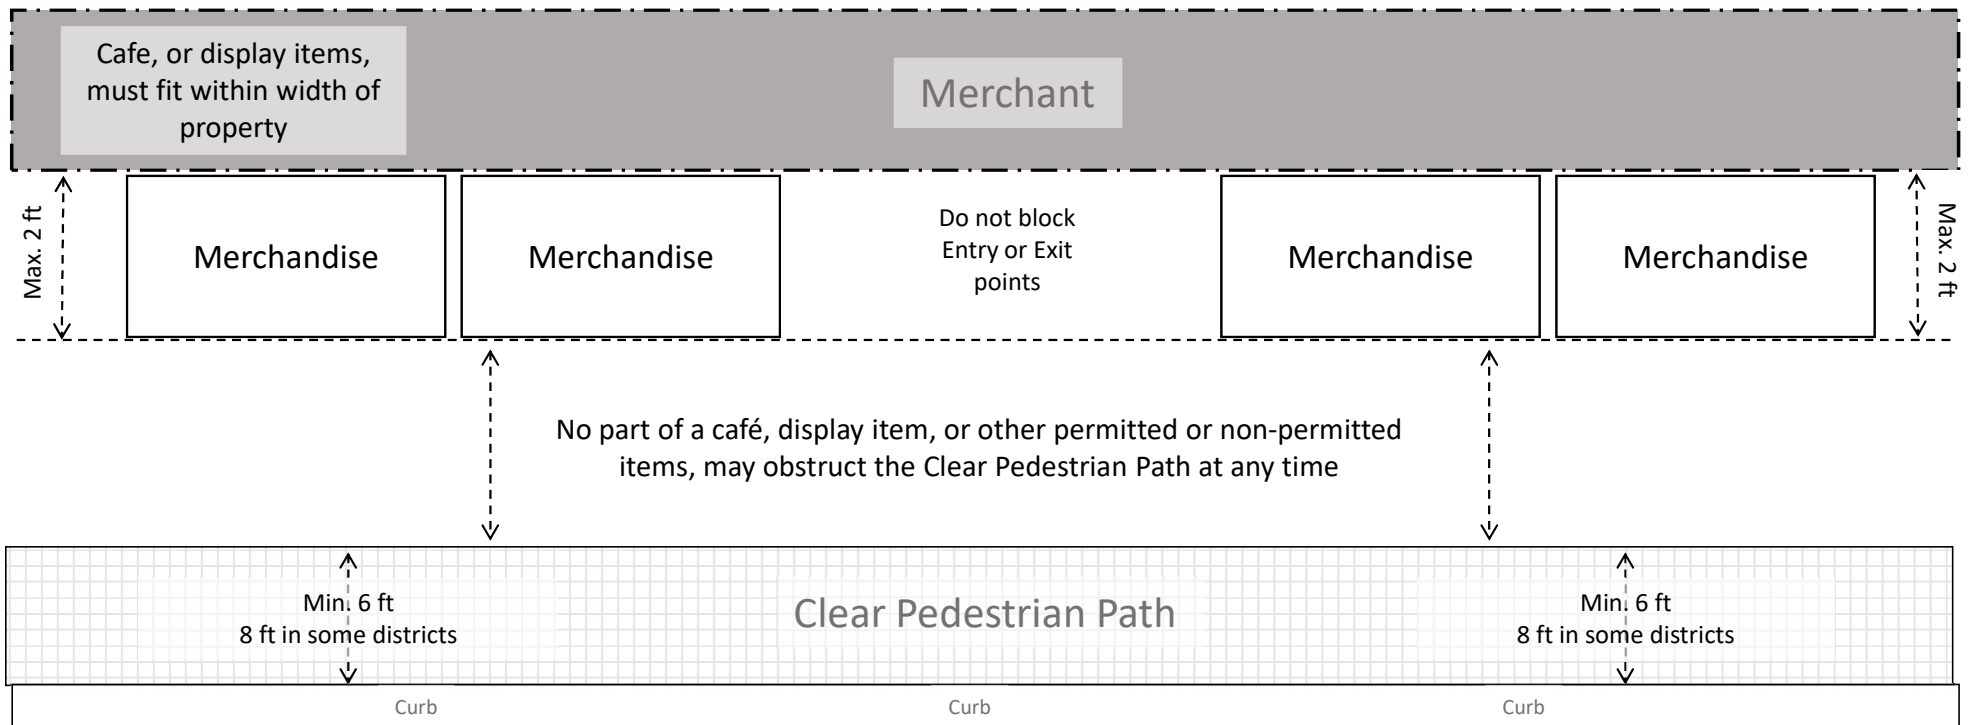 Cafe, or display items,
must fit within width of
property
Merchant
Max. 2 ft
Merchandise
Merchandise
Do not block
Entry or Exit
points
Merchandise
Merchandise
Max. 2 ft
No part of a café, display item, or other permitted or non-permitted
items, may obstruct the Clear Pedestrian Path at any time
Min. 6 ft
8 ft in some districts
Clear Pedestrian Path
Min. 6 ft
8 ft in some districts
Curb
Curb
Curb